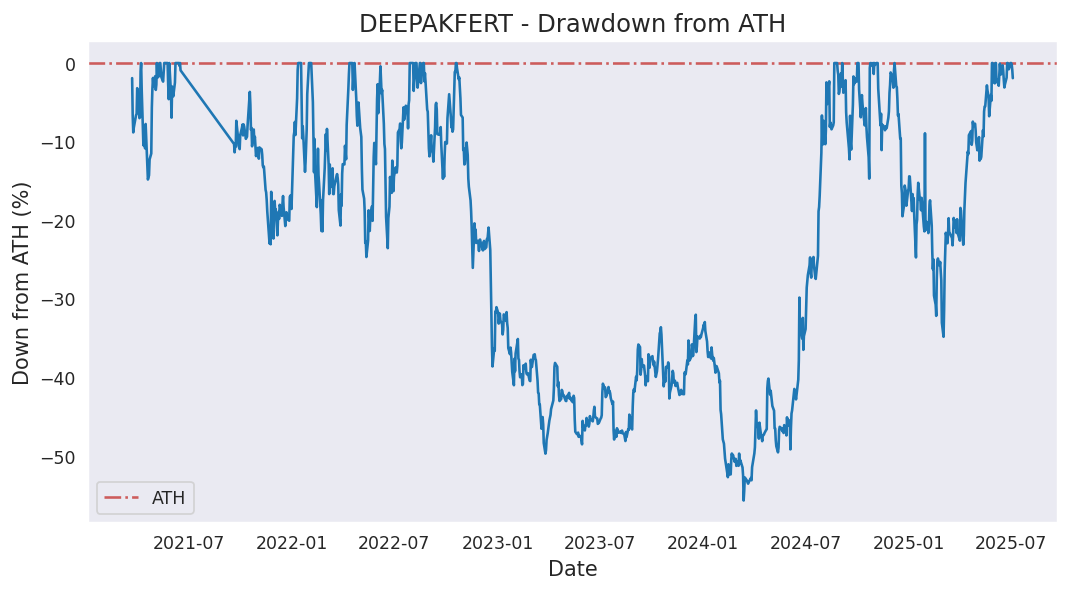 DEEPAKFERT - Drawdown from ATH
Down from ATH (%)
0
−10
−20
−30
−40
−50
ATH
2021-07 2022-01 2022-07 2023-01 2023-07 2024-01 2024-07 2025-01 2025-07
Date